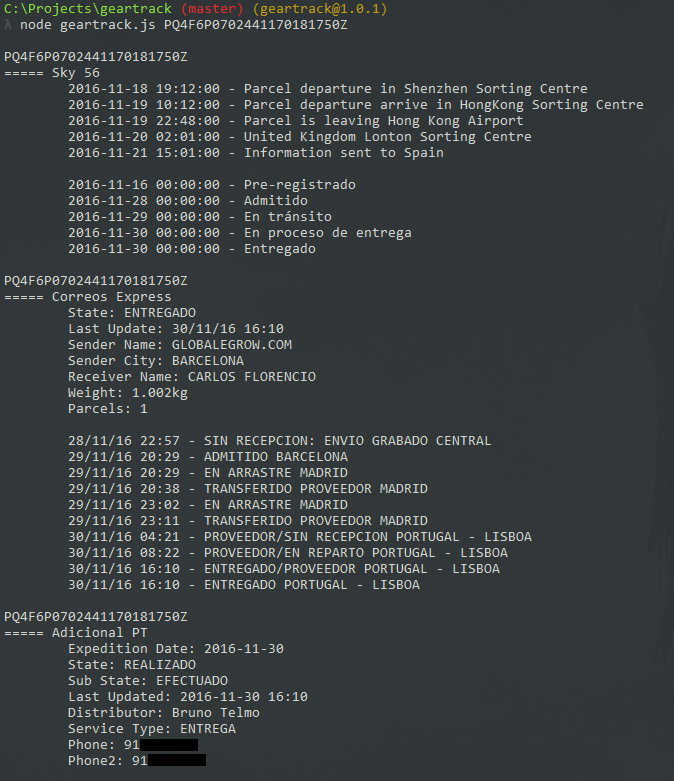 C:\Projects\geartrack (master) (geartrack@1.0.1)
λ node geartrack.js PQ4F6P0702441170181750Z
PQ4F6P0702441170181750Z
===== Sky 56
2016-11-18 19:12:00 - Parcel departure in Shenzhen Sorting Centre
2016-11-19 10:12:00 - Parcel departure arrive in HongKong Sorting Centre
2016-11-19 22:48:00 - Parcel is leaving Hong Kong Airport
2016-11-20 02:01:00 - United Kingdom Lonton Sorting Centre
2016-11-21 15:01:00 - Information sent to Spain
2016-11-16 00:00:00 - Pre-registrado
2016-11-28 00:00:00 - Admitido
2016-11-29 00:00:00 - En tránsito
2016-11-30 00:00:00 - En proceso de entrega
2016-11-30 00:00:00 - Entregado
PQ4F6P0702441170181750Z
===== Correos Express
State: ENTREGADO
Last Update: 30/11/16 16:10
Sender Name: GLOBALEGROW.COM
Sender City: BARCELONA
Receiver Name: CARLOS FLORENCIO
Weight: 1.002kg
Parcels: 1
28/11/16 22:57 - SIN RECEPCION: ENVIO GRABADO CENTRAL
29/11/16 20:29 - ADMITIDO BARCELONA
29/11/16 20:29 - EN ARRASTRE MADRID
29/11/16 20:38 - TRANSFERIDO PROVEEDOR MADRID
29/11/16 23:02 - EN ARRASTRE MADRID
29/11/16 23:11 - TRANSFERIDO PROVEEDOR MADRID
30/11/16 04:21 - PROVEEDOR/SIN RECEPCION PORTUGAL - LISBOA
30/11/16 08:22 - PROVEEDOR/EN REPARTO PORTUGAL - LISBOA
30/11/16 16:10 - ENTREGADO/PROVEEDOR PORTUGAL - LISBOA
30/11/16 16:10 - ENTREGADO PORTUGAL - LISBOA
PQ4F6P0702441170181750Z
===== Adicional PT
Expedition Date: 2016-11-30
State: REALIZADO
Sub State: EFECTUADO
Last Updated: 2016-11-30 16:10
Distributor: Bruno Telmo
Service Type: ENTREGA
Phone: 91
Phone2: 91